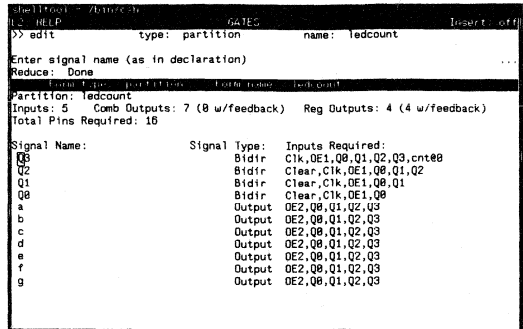 shelltool - /bin/csh
L2 HELP GATES Insert: off
>> edit type: partition name: ledcount
Enter signal name (as in declaration) ...
Reduce: Done
Form type: partition Form name: ledcount
Partition: ledcount
Inputs: 5 Comb Outputs: 7 (0 w/feedback) Reg Outputs: 4 (4 w/feedback)
Total Pins Required: 16
Signal Name: Signal Type: Inputs Required:
Q3 Bidir Clk,OE1,Q0,Q1,Q2,Q3,cnt00
Q2 Bidir Clear,Clk,OE1,Q0,Q1,Q2
Q1 Bidir Clear,Clk,OE1,Q0,Q1
Q0 Bidir Clear,Clk,OE1,Q0
a Output OE2,Q0,Q1,Q2,Q3
b Output OE2,Q0,Q1,Q2,Q3
c Output OE2,Q0,Q1,Q2,Q3
d Output OE2,Q0,Q1,Q2,Q3
e Output OE2,Q0,Q1,Q2,Q3
f Output OE2,Q0,Q1,Q2,Q3
g Output OE2,Q0,Q1,Q2,Q3